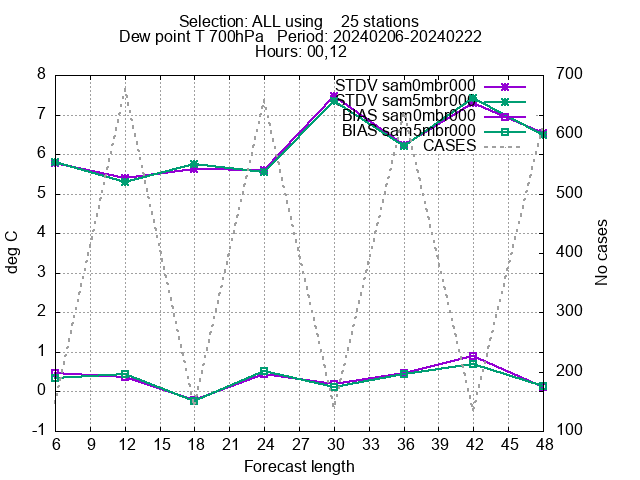 Selection: ALL using    25 stations
Dew point T 700hPa   Period: 20240206-20240222
Hours: 00,12
STDV sam0mbr000
STDV sam5mbr000
BIAS sam0mbr000
BIAS sam5mbr000
CASES
deg C
8
7
6
5
4
3
2
1
0
-1
No cases
700
600
500
400
300
200
100
6 9 12 15 18 21 24 27 30 33 36 39 42 45 48
Forecast length